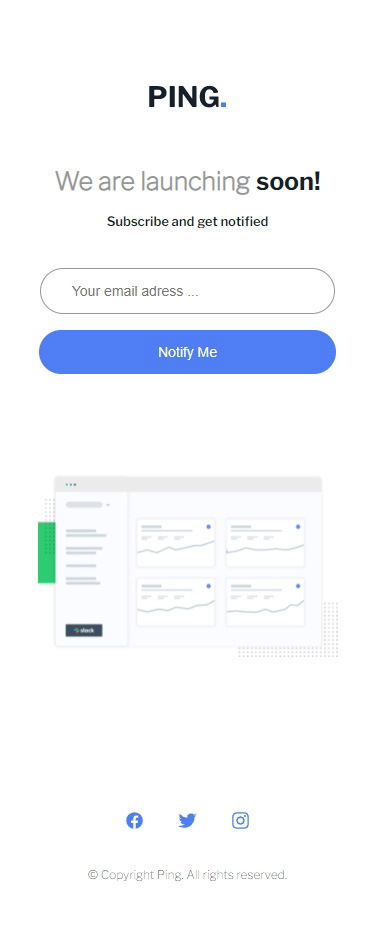 PING.
We are launching soon!
Subscribe and get notified
Your email adress ...
Notify Me
slack
© Copyright Ping. All rights reserved.